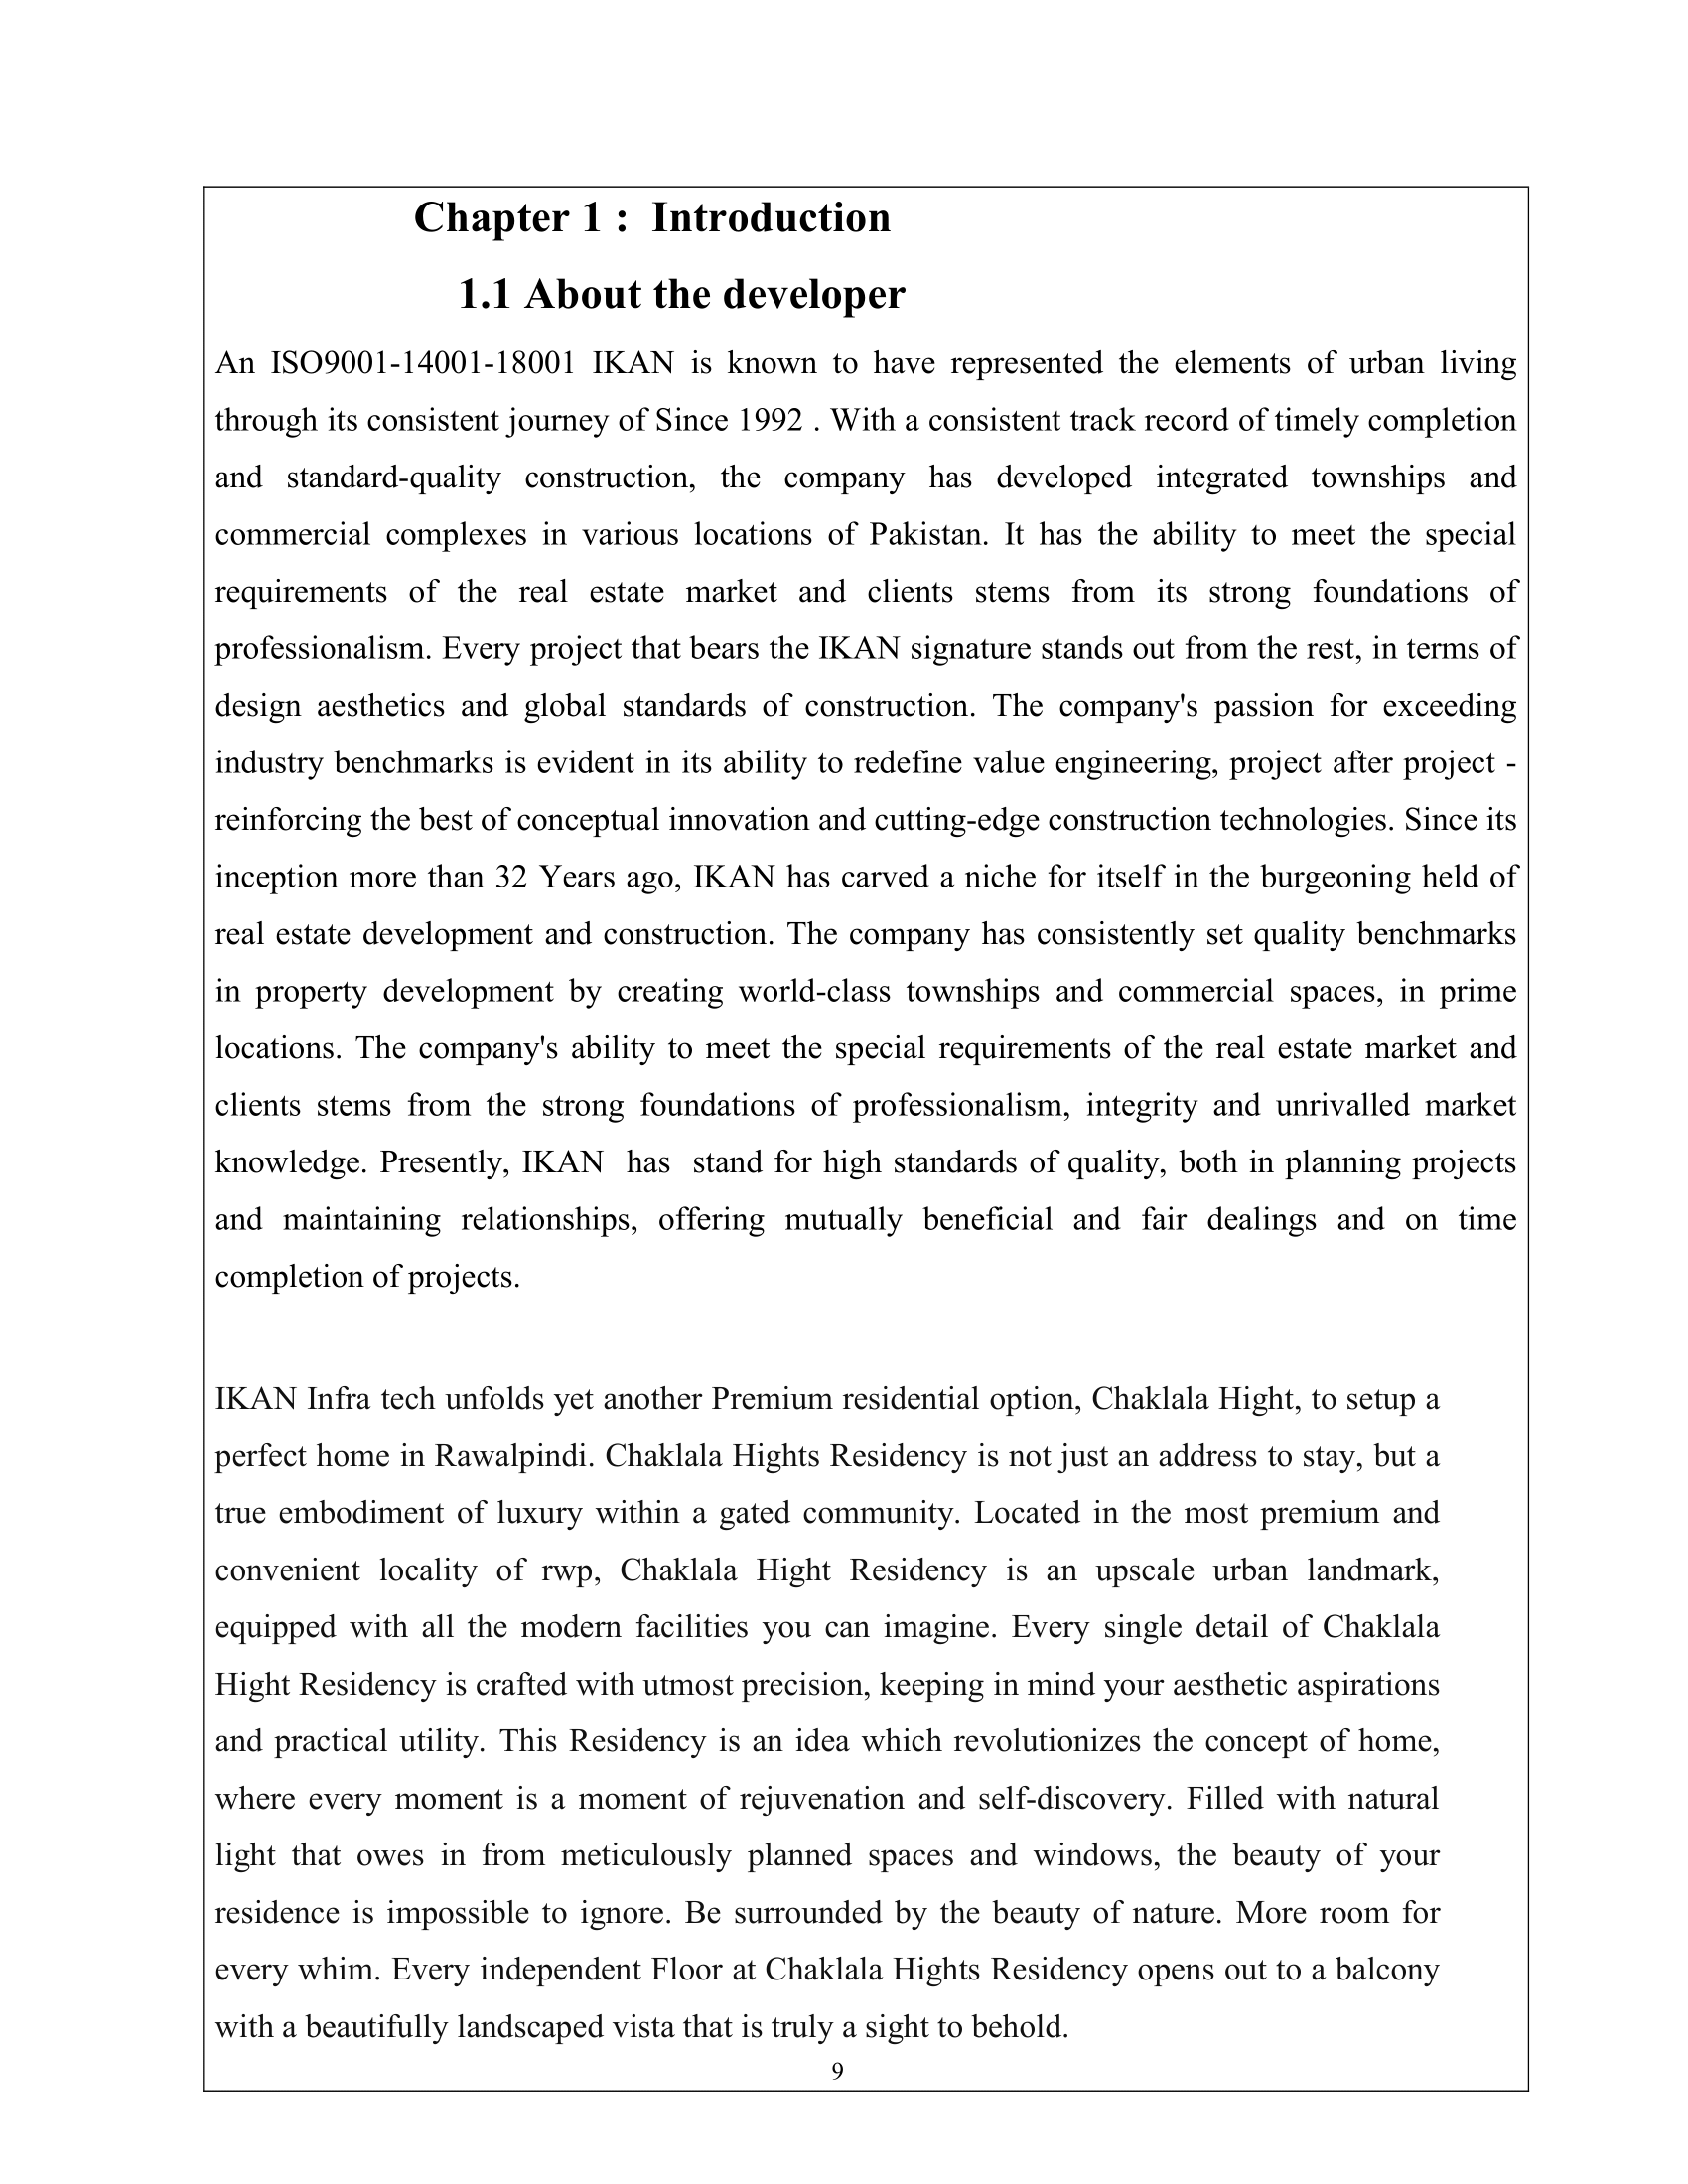 Chapter 1 :  Introduction
1.1 About the developer
An ISO9001-14001-18001 IKAN is known to have represented the elements of urban living
through its consistent journey of Since 1992 . With a consistent track record of timely completion
and standard-quality construction, the company has developed integrated townships and
commercial complexes in various locations of Pakistan. It has the ability to meet the special
requirements of the real estate market and clients stems from its strong foundations of
professionalism. Every project that bears the IKAN signature stands out from the rest, in terms of
design aesthetics and global standards of construction. The company's passion for exceeding
industry benchmarks is evident in its ability to redefine value engineering, project after project -
reinforcing the best of conceptual innovation and cutting-edge construction technologies. Since its
inception more than 32 Years ago, IKAN has carved a niche for itself in the burgeoning held of
real estate development and construction. The company has consistently set quality benchmarks
in property development by creating world-class townships and commercial spaces, in prime
locations. The company's ability to meet the special requirements of the real estate market and
clients stems from the strong foundations of professionalism, integrity and unrivalled market
knowledge. Presently, IKAN  has  stand for high standards of quality, both in planning projects
and maintaining relationships, offering mutually beneficial and fair dealings and on time
completion of projects.
IKAN Infra tech unfolds yet another Premium residential option, Chaklala Hight, to setup a
perfect home in Rawalpindi. Chaklala Hights Residency is not just an address to stay, but a
true embodiment of luxury within a gated community. Located in the most premium and
convenient locality of rwp, Chaklala Hight Residency is an upscale urban landmark,
equipped with all the modern facilities you can imagine. Every single detail of Chaklala
Hight Residency is crafted with utmost precision, keeping in mind your aesthetic aspirations
and practical utility. This Residency is an idea which revolutionizes the concept of home,
where every moment is a moment of rejuvenation and self-discovery. Filled with natural
light that owes in from meticulously planned spaces and windows, the beauty of your
residence is impossible to ignore. Be surrounded by the beauty of nature. More room for
every whim. Every independent Floor at Chaklala Hights Residency opens out to a balcony
with a beautifully landscaped vista that is truly a sight to behold.
9